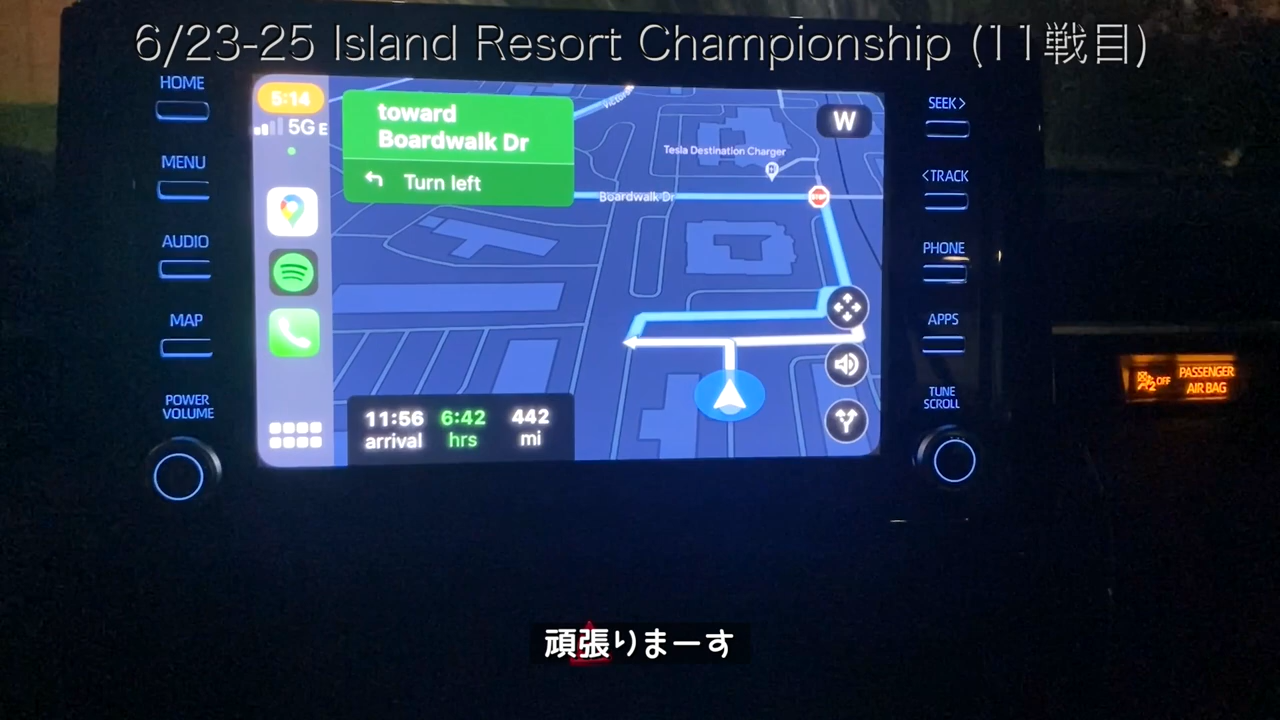 6/23-25 Island Resort Championship (11戦目)
HOME
MENU
AUDIO
MAP
POWER
VOLUME
5:14
5G E
toward
Boardwalk Dr
Turn left
W
Tesla Destination Charger
Boardwalk Dr
STOP
11:56 6:42 442
arrival hrs mi
SEEK >
< TRACK
PHONE
APPS
TUNE
SCROLL
OFF
PASSENGER
AIR BAG
頑張りまーす